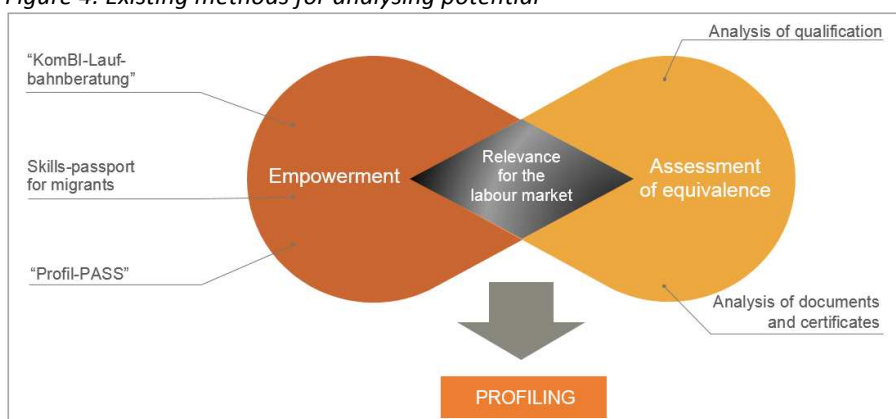 Figure 4: Existing methods for analysing potential
"KomBI-Lauf-
bahnberatung"
Skills-passport
for migrants
"Profil-PASS"
Empowerment
Relevance
for the
labour market
Assessment
of equivalence
Analysis of qualification
Analysis of documents
and certificates
PROFILING